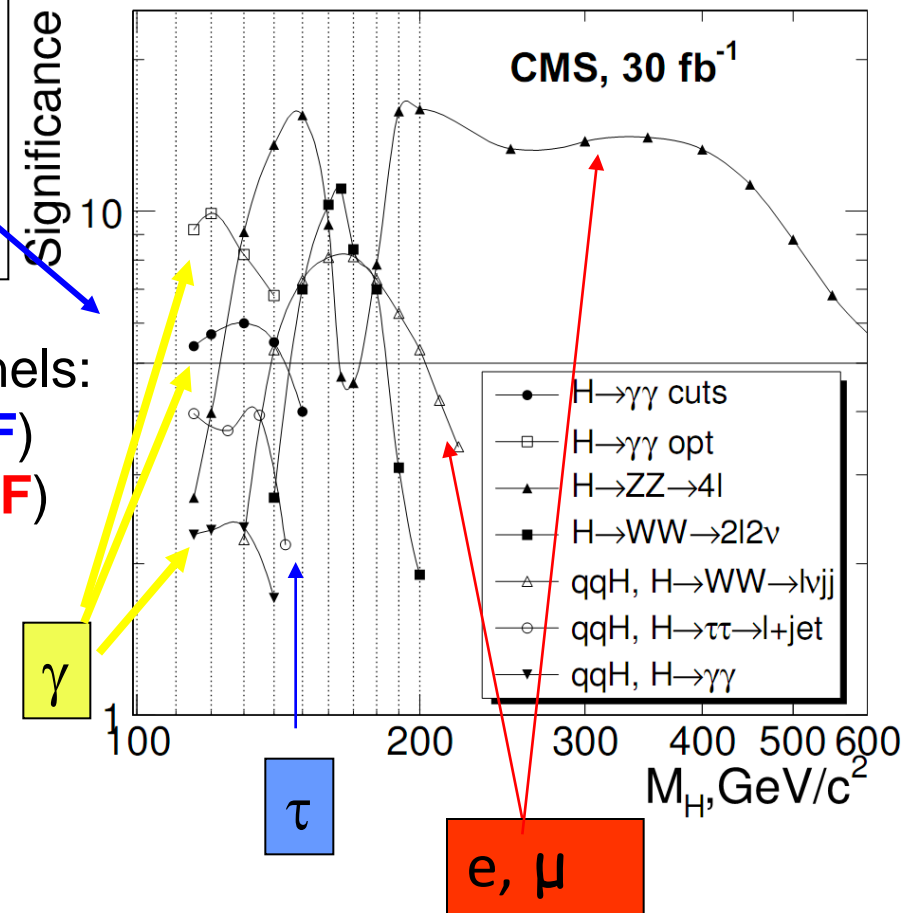 Significance
CMS, 30 fb⁻¹
10
nels:
F)
F)
H→γγ cuts
H→γγ opt
H→ZZ→4l
H→WW→2l2ν
qqH, H→WW→lνjj
qqH, H→ττ→l+jet
qqH, H→γγ
γ
1
100 200 300 400 500 600
M_H,GeV/c²
τ
e, μ